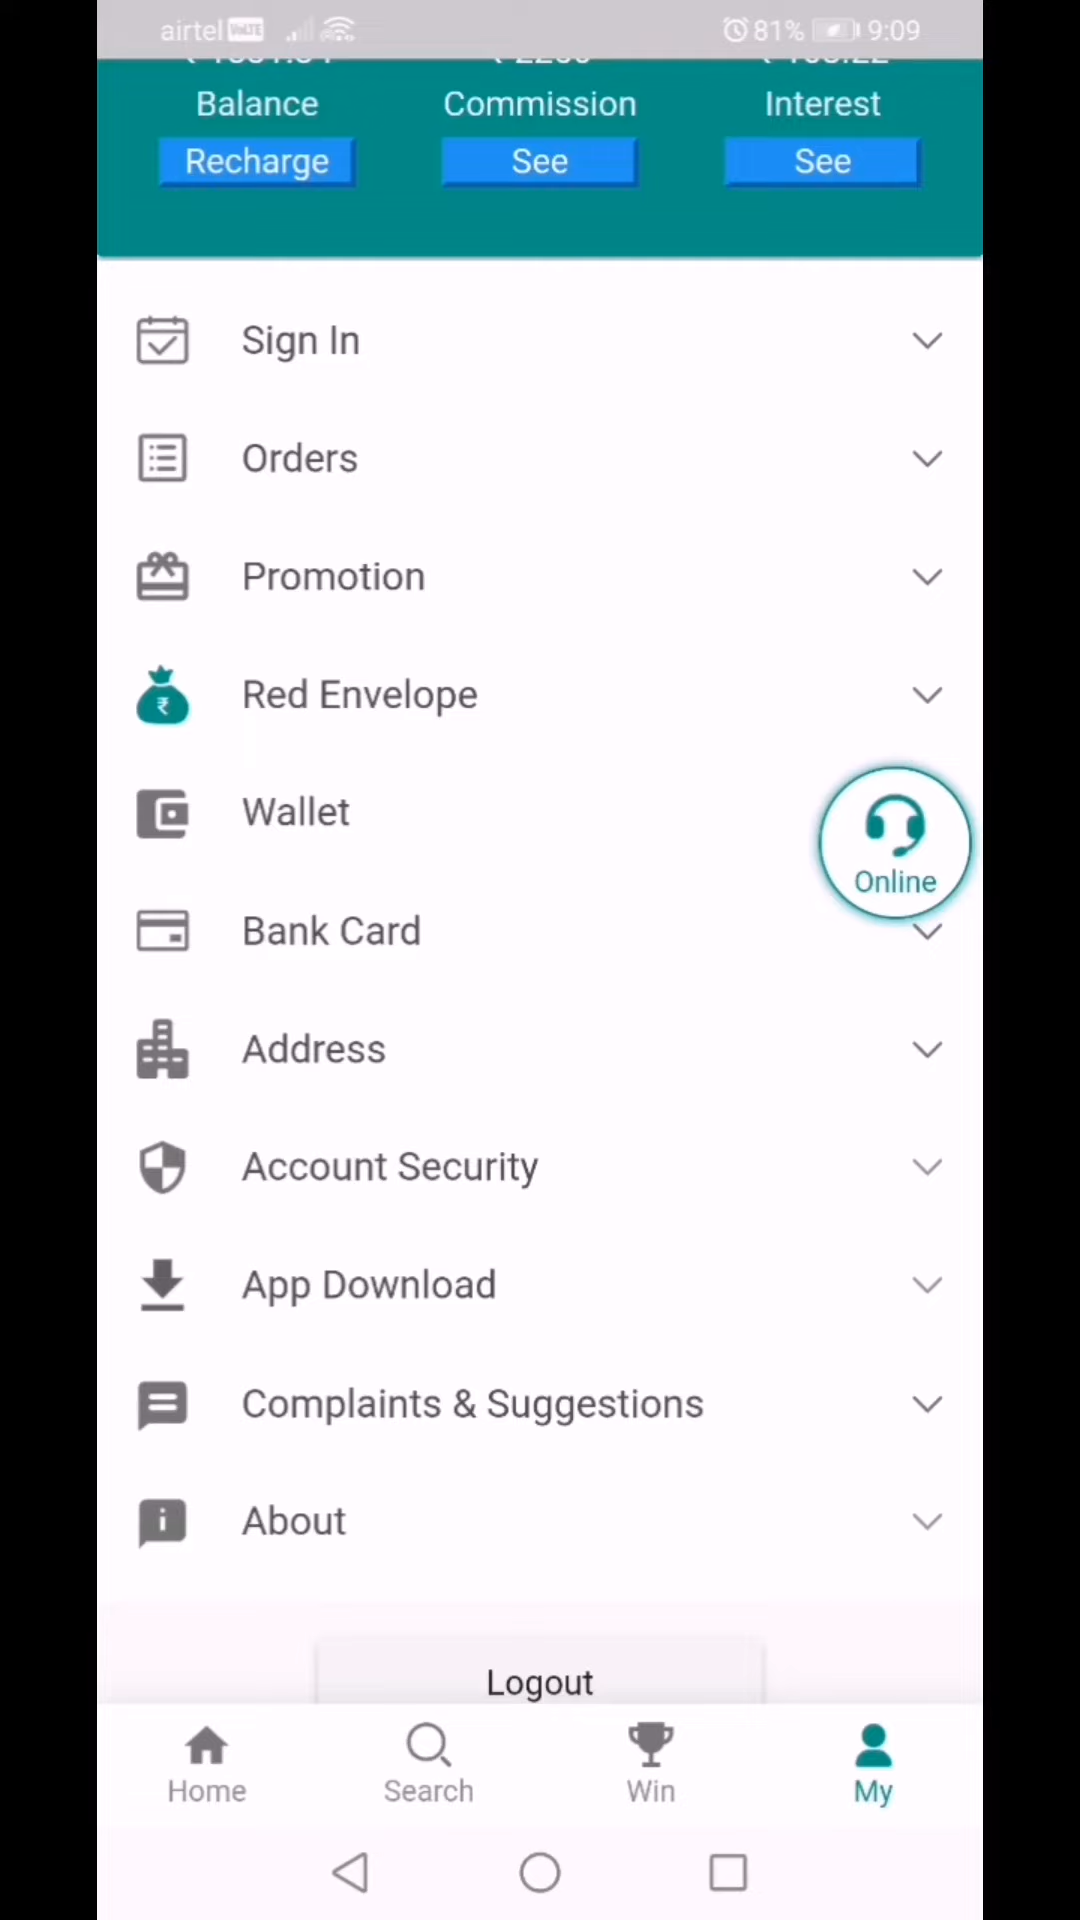 airtel VoLTE 81% 9:09
Balance Commission Interest
Recharge See See
Sign In
Orders
Promotion
₹
Red Envelope
Wallet
Online
Bank Card
Address
Account Security
App Download
Complaints & Suggestions
About
Logout
Home Search Win My